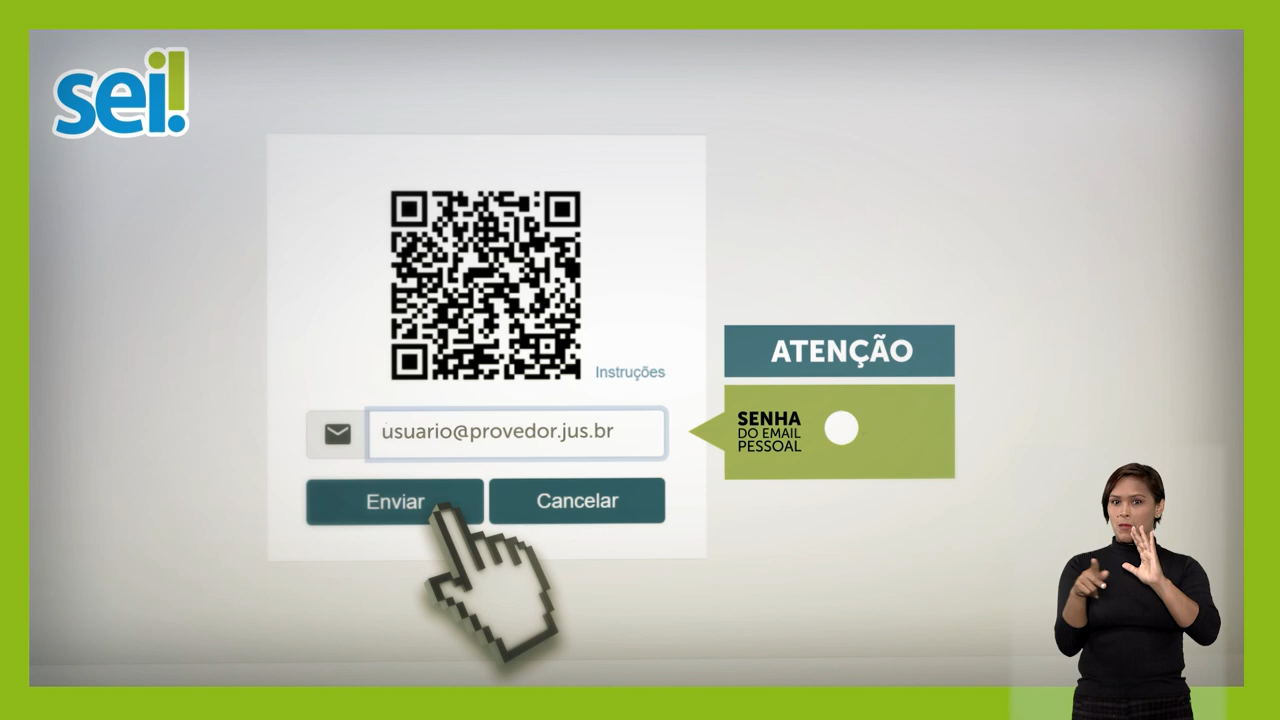 sei!
Instruções
usuario@provedor.jus.br
Enviar
Cancelar
ATENÇÃO
SENHA
DO EMAIL
PESSOAL